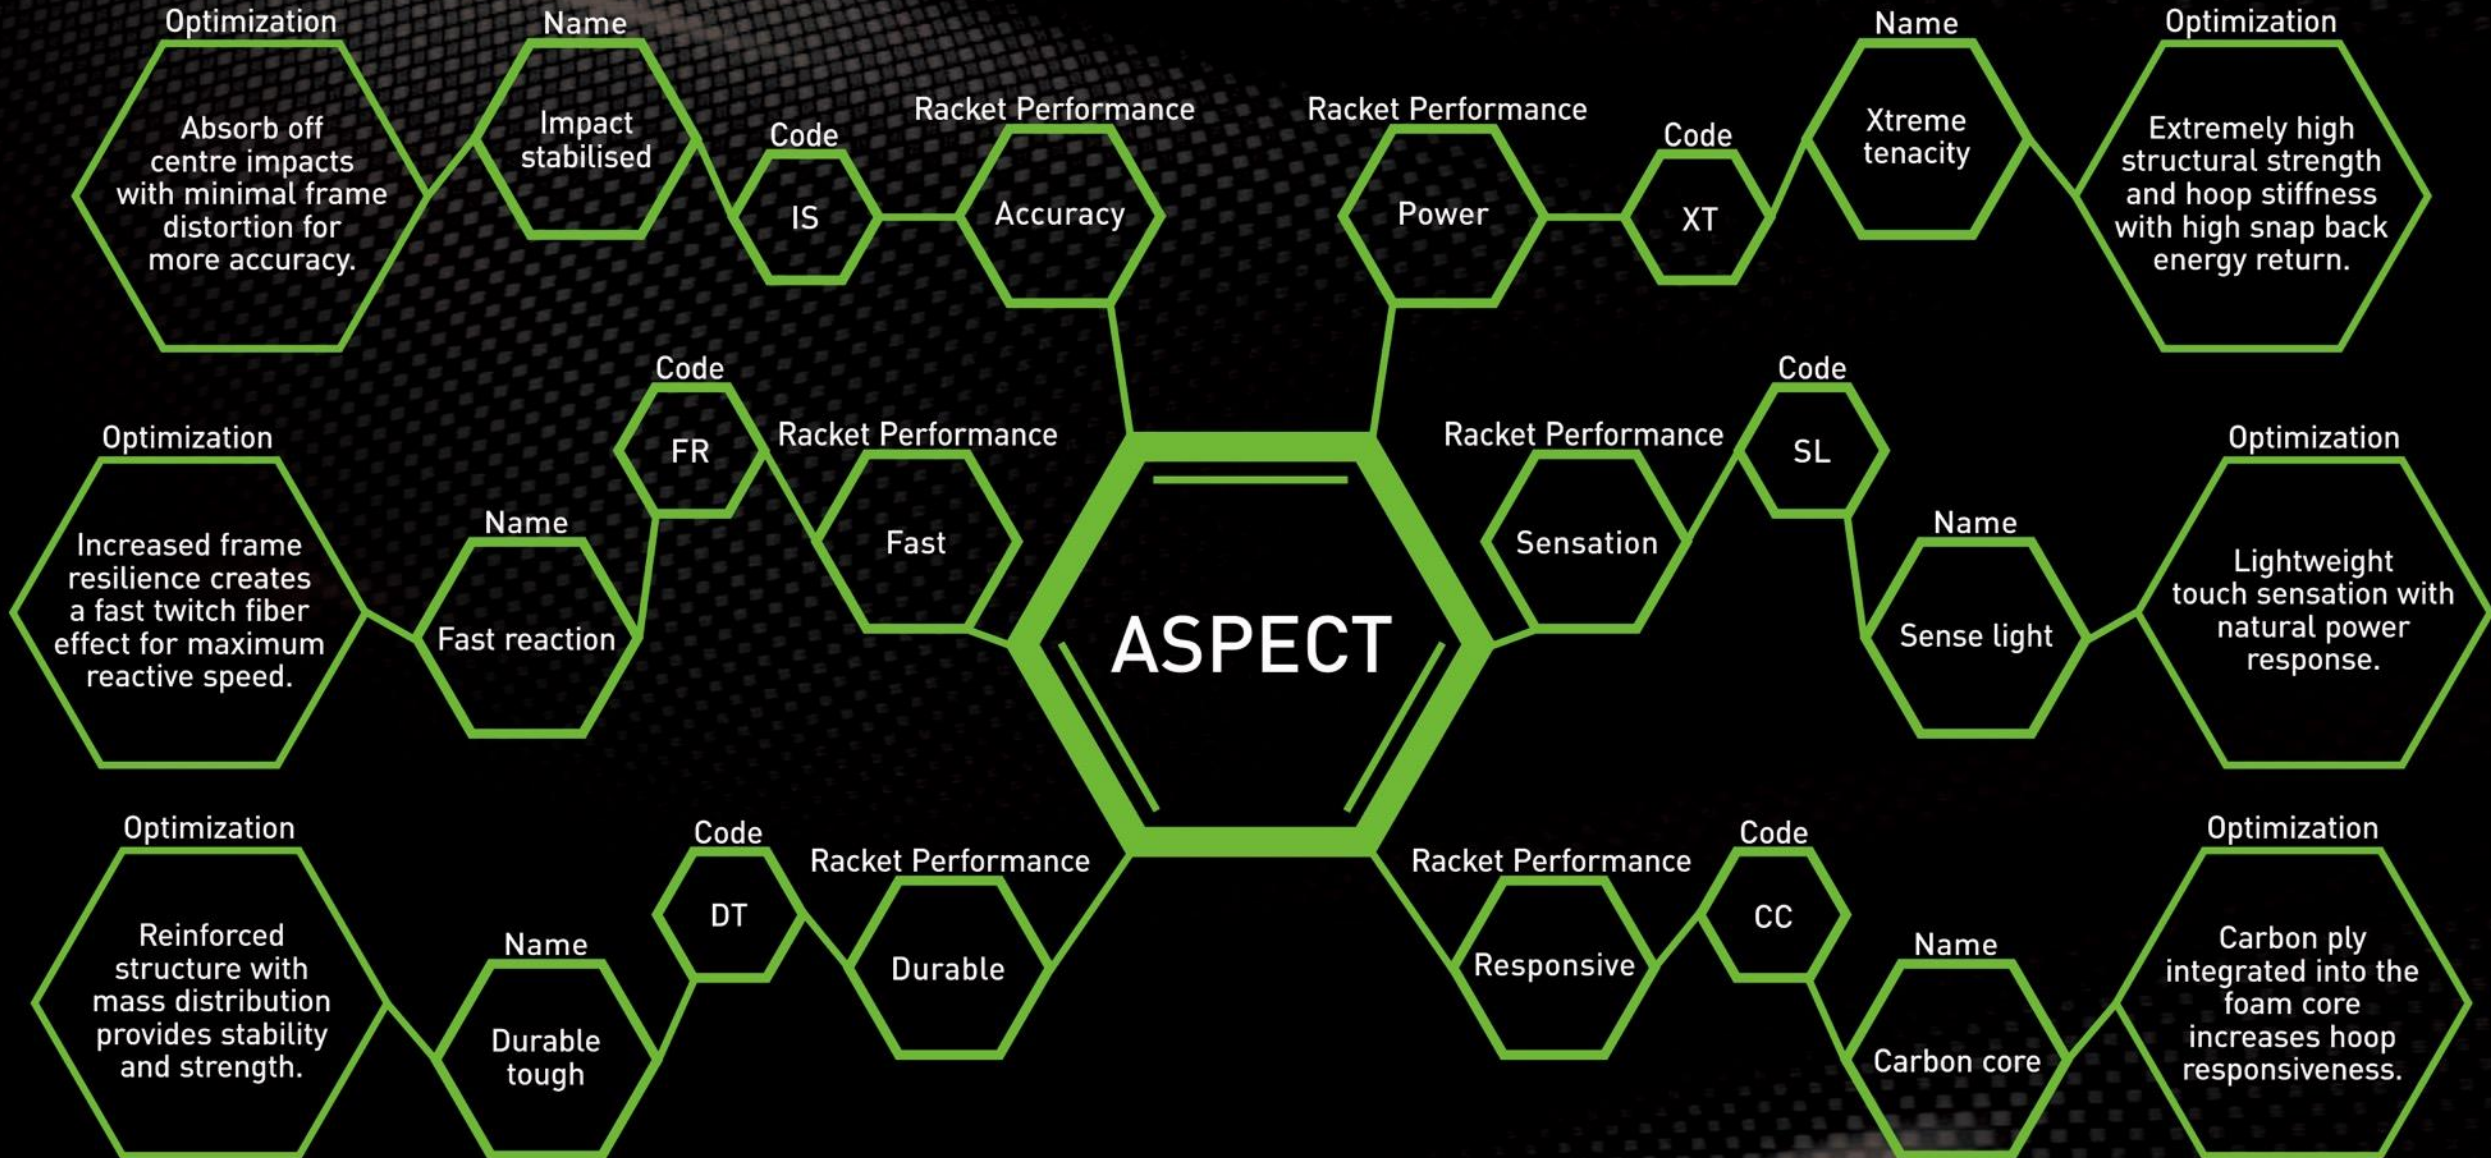 Optimization
Absorb off
centre impacts
with minimal frame
distortion for
more accuracy.
Name
Impact
stabilised
Code
IS
Racket Performance
Accuracy
Racket Performance
Power
Code
XT
Name
Xtreme
tenacity
Optimization
Extremely high
structural strength
and hoop stiffness
with high snap back
energy return.
Optimization
Increased frame
resilience creates
a fast twitch fiber
effect for maximum
reactive speed.
Name
Fast reaction
Code
FR
Racket Performance
Fast
ASPECT
Racket Performance
Sensation
Code
SL
Name
Sense light
Optimization
Lightweight
touch sensation with
natural power
response.
Optimization
Reinforced
structure with
mass distribution
provides stability
and strength.
Name
Durable
tough
Code
DT
Racket Performance
Durable
Racket Performance
Responsive
Code
CC
Name
Carbon core
Optimization
Carbon ply
integrated into the
foam core
increases hoop
responsiveness.